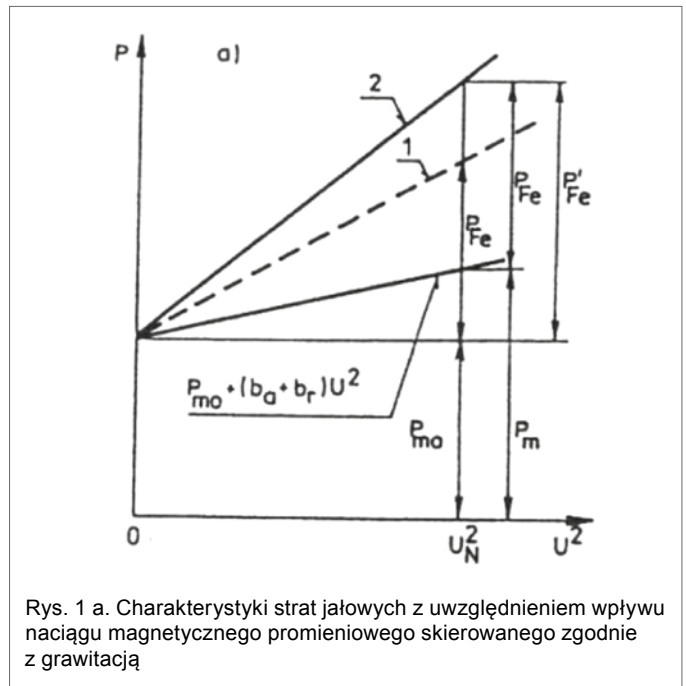 P
a)
2
1
P'Fe
PFe
PFe
Pmo + (ba + br)U²
Pmo
Pm
0
U²N
U²
Rys. 1 a. Charakterystyki strat jałowych z uwzględnieniem wpływu
naciągu magnetycznego promieniowego skierowanego zgodnie
z grawitacją